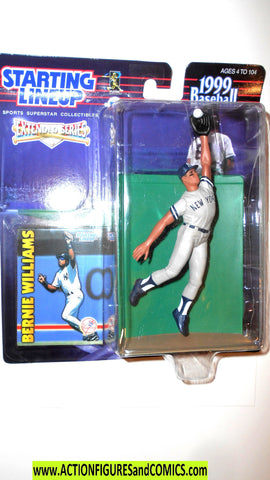 STARTING
LINEUP
SPORTS SUPERSTAR COLLECTIBLES
EXTENDED SERIES
AGES 4 TO 104
1999
Baseball
NEW YORK
BERNIE WILLIAMS
www.ACTIONFIGURESandCOMICS.com